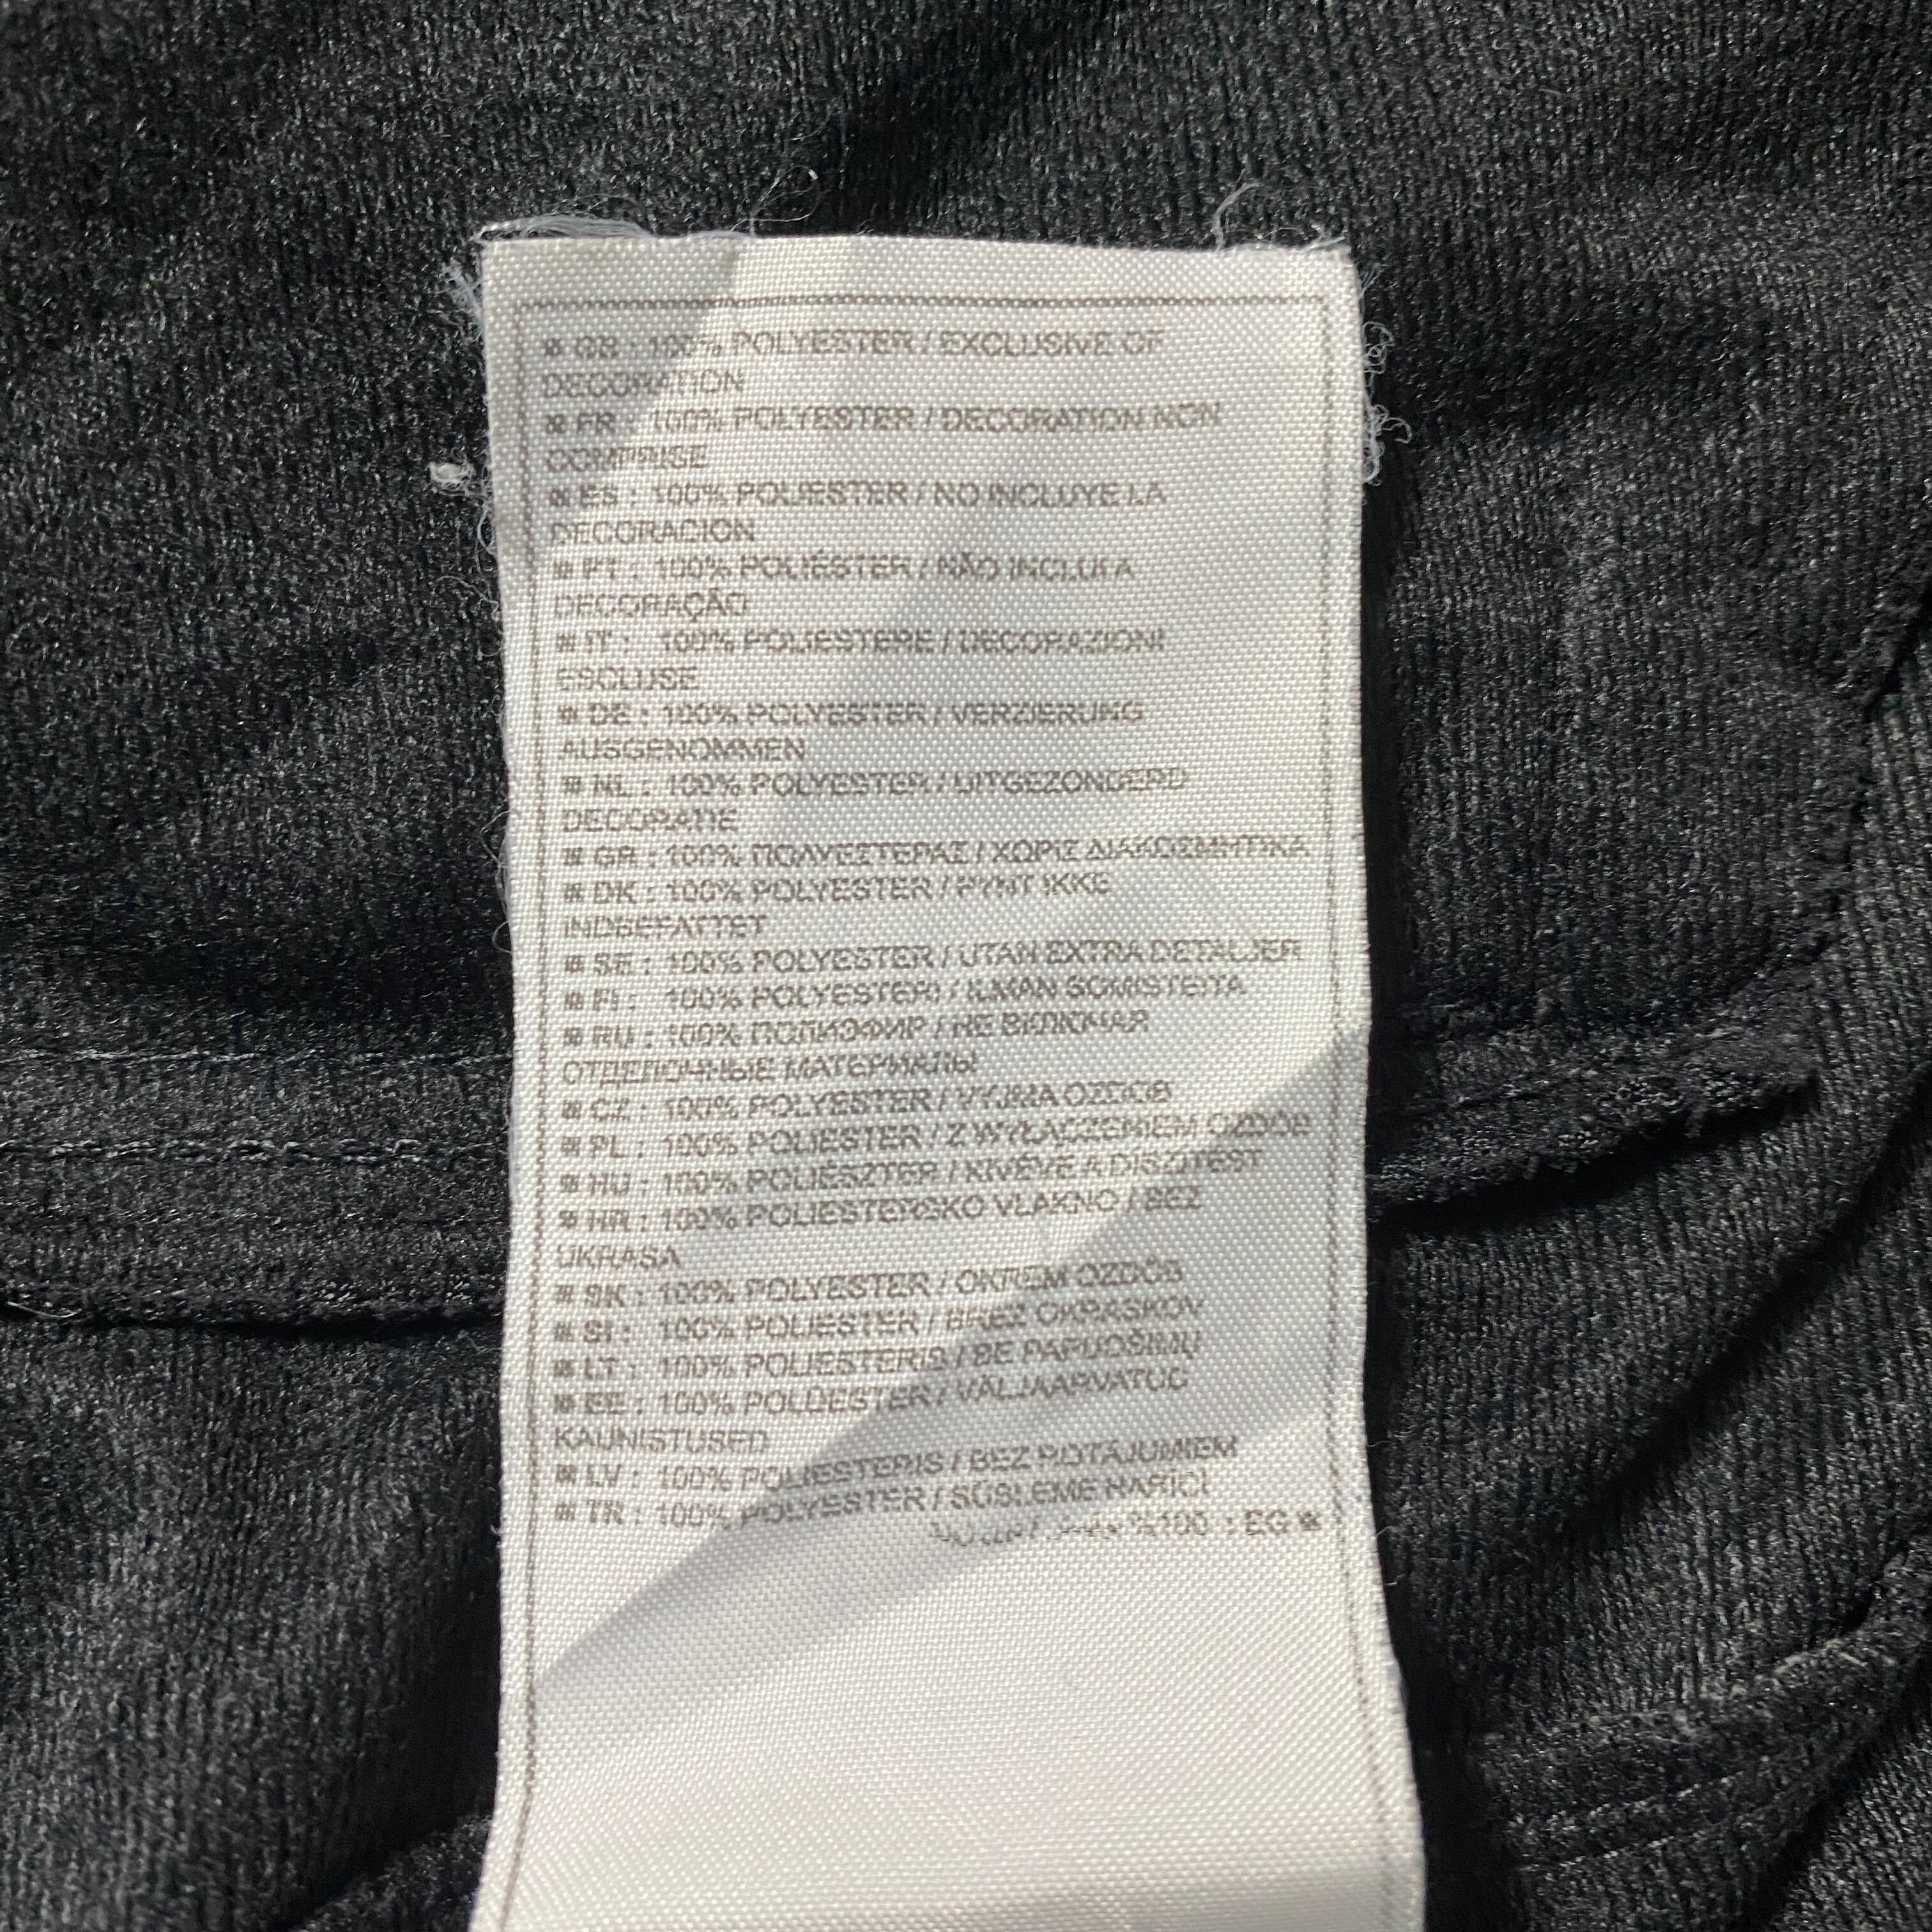 GB : 100% POLYESTER / EXCLUSIVE OF
DECORATION
FR : 100% POLYESTER / DECORATION NON
COMPRISE
ES : 100% POLIESTER / NO INCLUYE LA
DECORACION
PT : 100% POLIÉSTER / NÃO INCLUI A
DECORAÇÃO
IT : 100% POLIESTERE / DECORAZIONI
ESCLUSE
DE : 100% POLYESTER / VERZIERUNG
AUSGENOMMEN
NL : 100% POLYESTER / UITGEZONDERD
DECORATIE
GR : 100% ΠΟΛΥΕΣΤΕΡΑΣ / ΧΩΡΙΣ ΔΙΑΚΟΣΜΗΤΙΚΑ
DK : 100% POLYESTER / PYNT IKKE
INDBEFATTET
SE : 100% POLYESTER / UTAN EXTRA DETALJER
FI : 100% POLYESTERI / ILMAN SOMISTEITA
RU : 100% ПОЛИЭФИР / НЕ ВКЛЮЧАЯ
ОТДЕЛОЧНЫЕ МАТЕРИАЛЫ
CZ : 100% POLYESTER / VYJMA OZDOB
PL : 100% POLIESTER / Z WYŁĄCZENIEM OZDÓB
HU : 100% POLIÉSZTER / KIVÉVE A DÍSZÍTÉST
HR : 100% POLIESTERSKO VLAKNO / BEZ
UKRASA
SK : 100% POLYESTER / OKREM OZDÔB
SI : 100% POLIESTER / BREZ OKRASKOV
LT : 100% POLIESTERIS / BE PAPUOŠIMŲ
EE : 100% POLÜESTER / VÄLJAARVATUD
KAUNISTUSED
LV : 100% POLIESTERIS / BEZ ROTĀJUMIEM
TR : 100% POLYESTER / SÜSLEME HARİCİ
%100 : EG